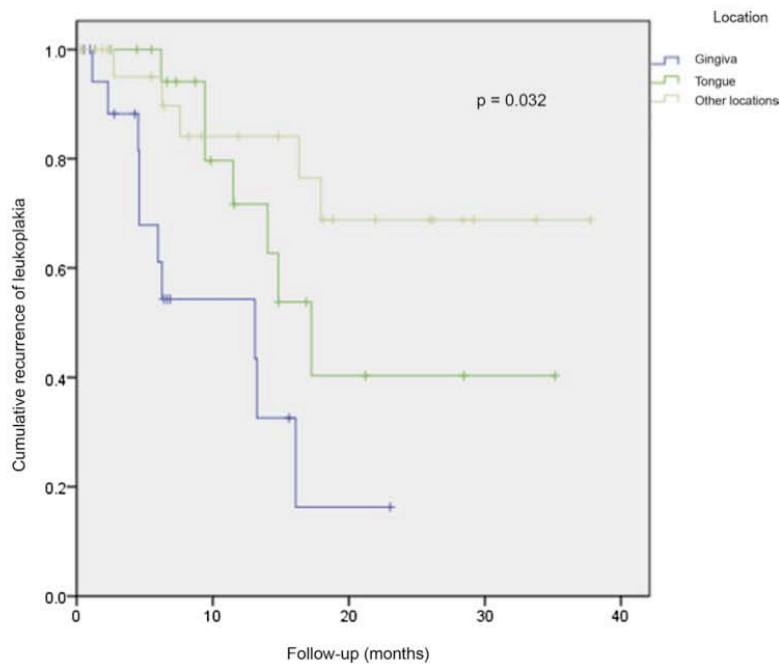 Location
Gingiva
Tongue
Other locations
p = 0.032
Cumulative recurrence of leukoplakia
1.0
0.8
0.6
0.4
0.2
0.0
0
10
20
30
40
Follow-up (months)